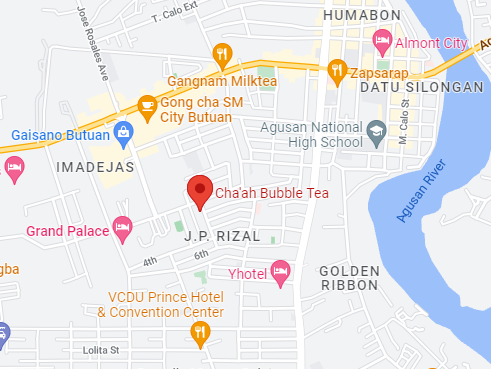 Jose Rosales Ave
T. Calo Ext
HUMABON
Almont City
Gangnam Milktea
Zapsarap
DATU SILONGAN
Gong cha SM
City Butuan
Gaisano Butuan
Agusan National
High School
M. Calo St.
IMADEJAS
Cha'ah Bubble Tea
Agusan River
Grand Palace
J.P. RIZAL
4th
6th
Yhotel
GOLDEN
RIBBON
VCDU Prince Hotel
& Convention Center
Lolita St